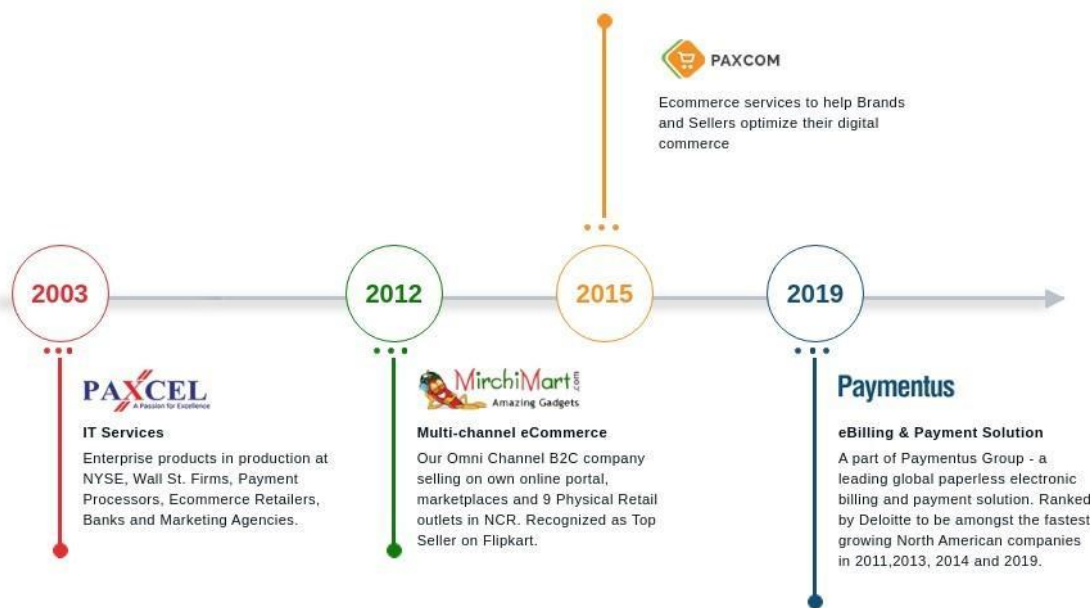 PAXCOM
Ecommerce services to help Brands
and Sellers optimize their digital
commerce
2003
2012
2015
2019
PAXCEL
A Passion for Excellence
IT Services
Enterprise products in production at
NYSE, Wall St. Firms, Payment
Processors, Ecommerce Retailers,
Banks and Marketing Agencies.
MirchiMart.com
Amazing Gadgets
Multi-channel eCommerce
Our Omni Channel B2C company
selling on own online portal,
marketplaces and 9 Physical Retail
outlets in NCR. Recognized as Top
Seller on Flipkart.
Paymentus
eBilling & Payment Solution
A part of Paymentus Group - a
leading global paperless electronic
billing and payment solution. Ranked
by Deloitte to be amongst the fastest
growing North American companies
in 2011,2013, 2014 and 2019.